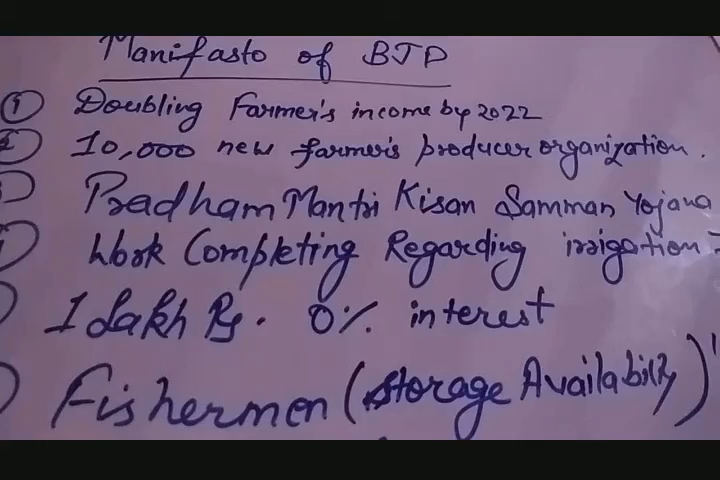 Manifasto of BJP
① Doubling Farmer's income by 2022
② 10,000 new farmer's producer organization.
Pradham Mantri Kisan Samman Yojana
Work Completing Regarding irrigation -
1 Lakh Rs. 0% interest
Fishermen (storage Availability)